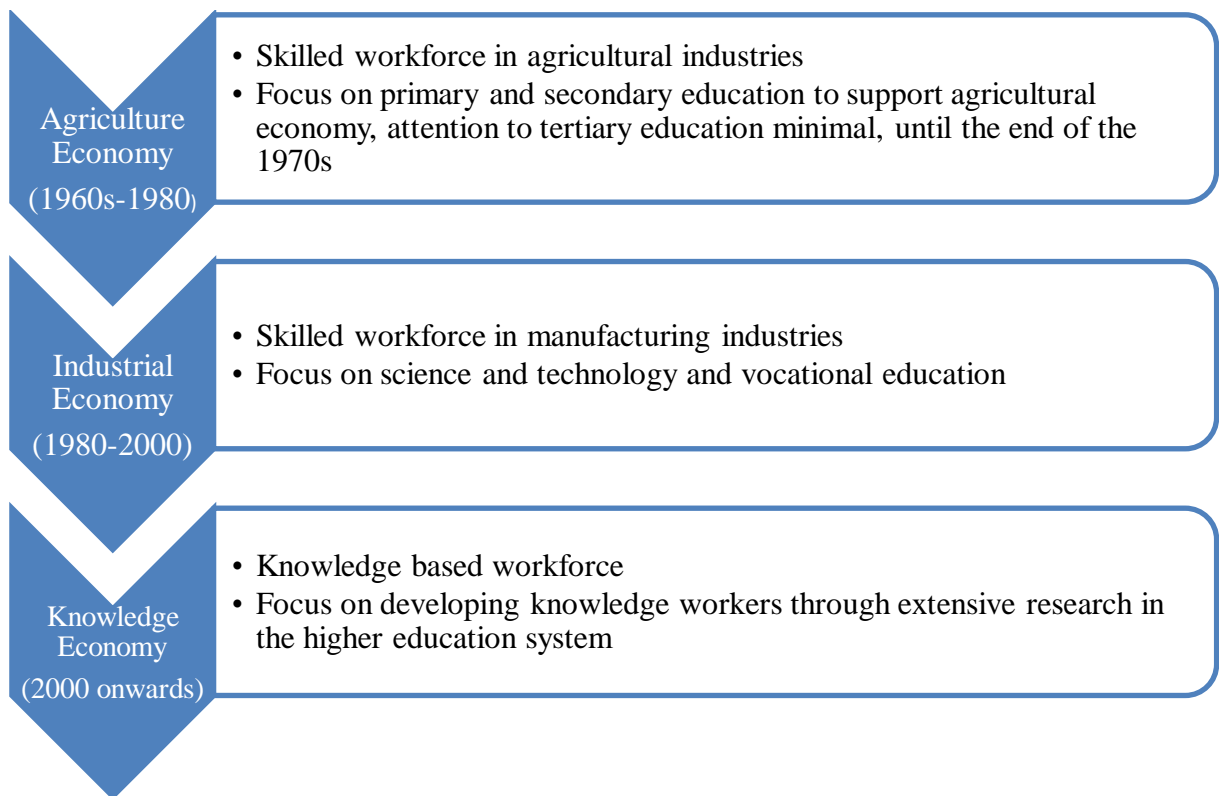 Agriculture
Economy
(1960s-1980)
• Skilled workforce in agricultural industries
• Focus on primary and secondary education to support agricultural
economy, attention to tertiary education minimal, until the end of the
1970s
Industrial
Economy
(1980-2000)
• Skilled workforce in manufacturing industries
• Focus on science and technology and vocational education
Knowledge
Economy
(2000 onwards)
• Knowledge based workforce
• Focus on developing knowledge workers through extensive research in
the higher education system